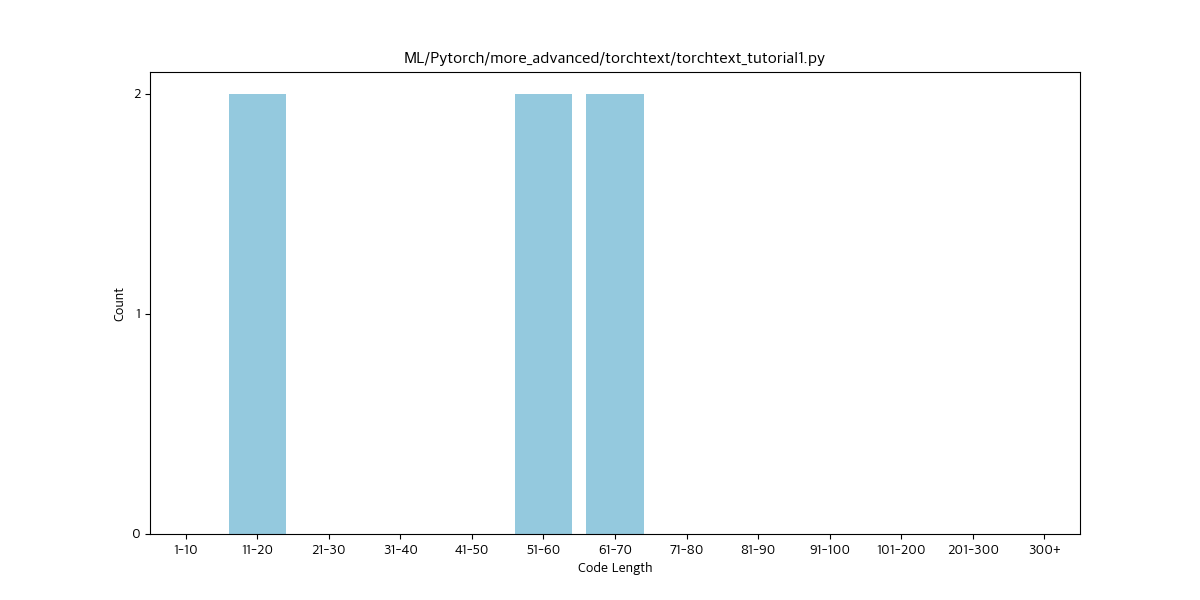 ML/Pytorch/more_advanced/torchtext/torchtext_tutorial1.py
2
1
0
Count
1-10 11-20 21-30 31-40 41-50 51-60 61-70 71-80 81-90 91-100 101-200 201-300 300+
Code Length